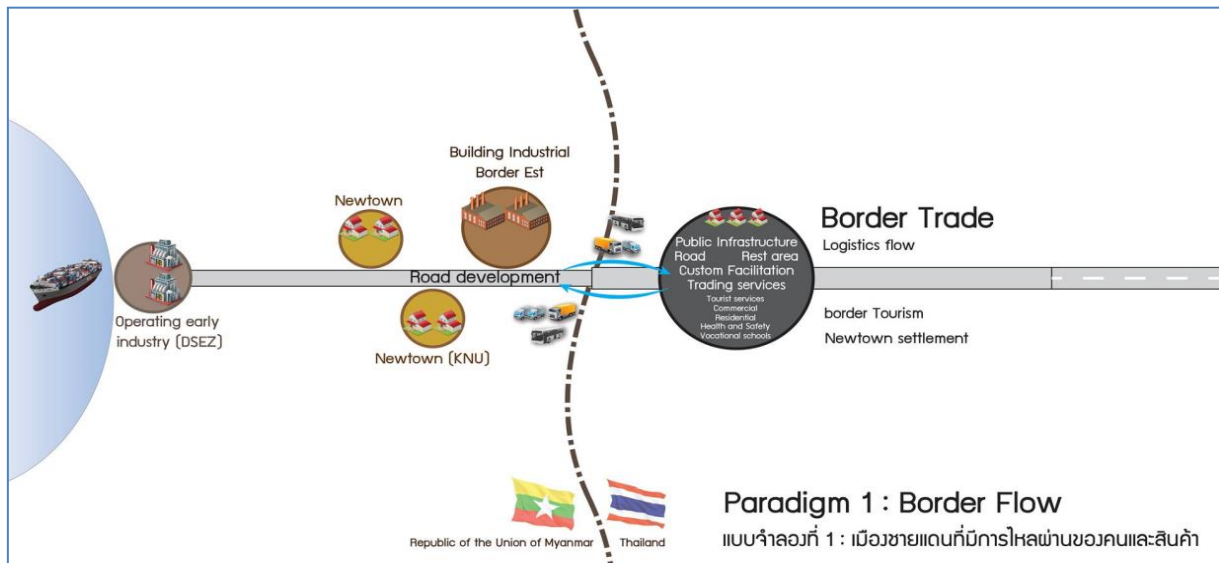 Building Industrial
Border Est
Newtown
Border Trade
Logistics flow
Public Infrastructure
Road Rest area
Custom Facilitation
Trading services
Tourist services
Commercial
Residential
Health and Safety
Vocational schools
Road development
Operating early
industry (DSEZ)
Newtown (KNU)
border Tourism
Newtown settlement
Republic of the Union of Myanmar
Thailand
Paradigm 1 : Border Flow
แบบจำลองที่ 1 : เมืองชายแดนที่มีการไหลผ่านของคนและสินค้า